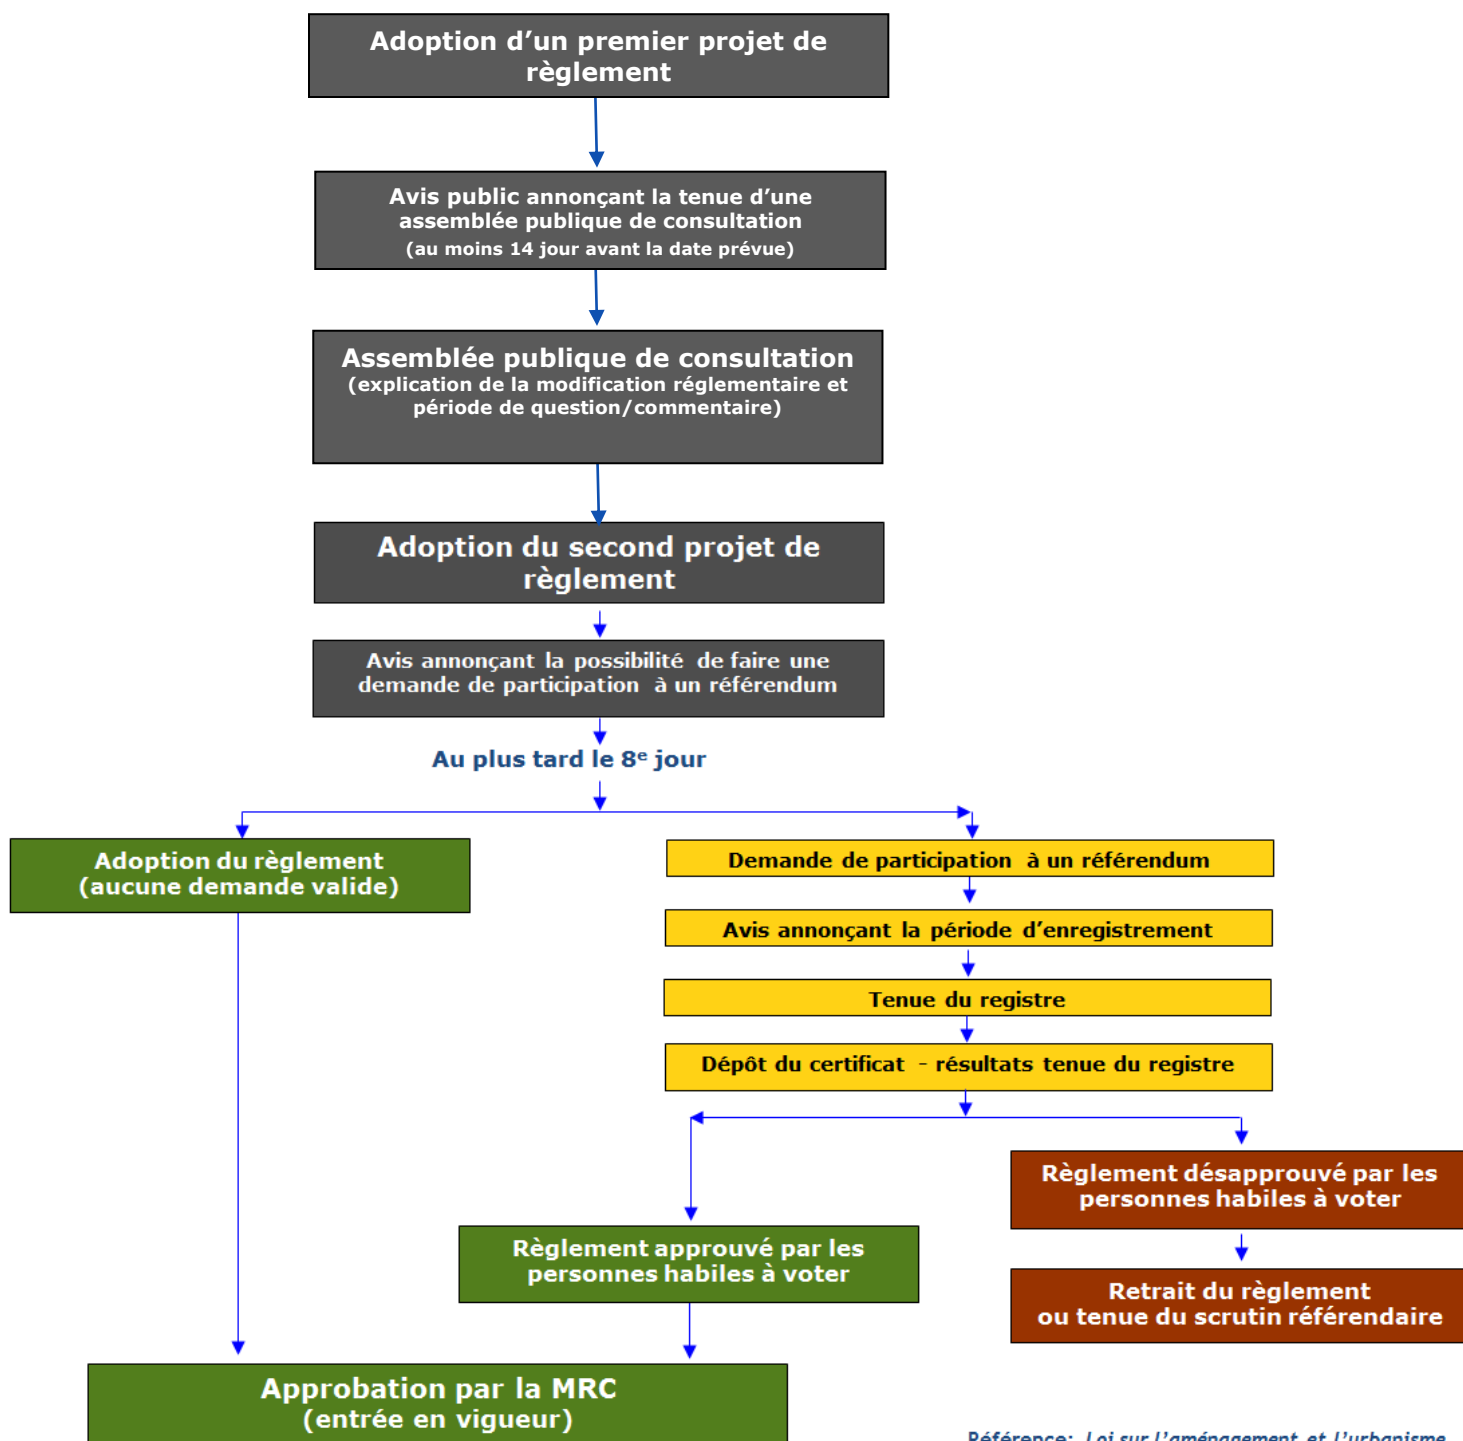 Adoption d’un premier projet de
règlement
Avis public annonçant la tenue d’une
assemblée publique de consultation
(au moins 14 jour avant la date prévue)
Assemblée publique de consultation
(explication de la modification réglementaire et
période de question/commentaire)
Adoption du second projet de
règlement
Avis annonçant la possibilité de faire une
demande de participation à un référendum
Au plus tard le 8e jour
Adoption du règlement
(aucune demande valide)
Demande de participation à un référendum
Avis annonçant la période d’enregistrement
Tenue du registre
Dépôt du certificat - résultats tenue du registre
Règlement désapprouvé par les
personnes habiles à voter
Règlement approuvé par les
personnes habiles à voter
Retrait du règlement
ou tenue du scrutin référendaire
Approbation par la MRC
(entrée en vigueur)
Référence: Loi sur l’aménagement et l’urbanisme